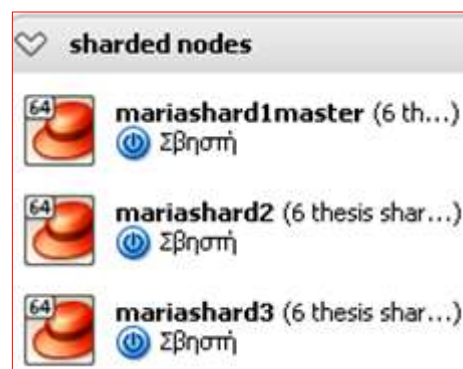 sharded nodes
64
mariashard1master (6 th...)
Σβηστή
64
mariashard2 (6 thesis shar...)
Σβηστή
64
mariashard3 (6 thesis shar...)
Σβηστή